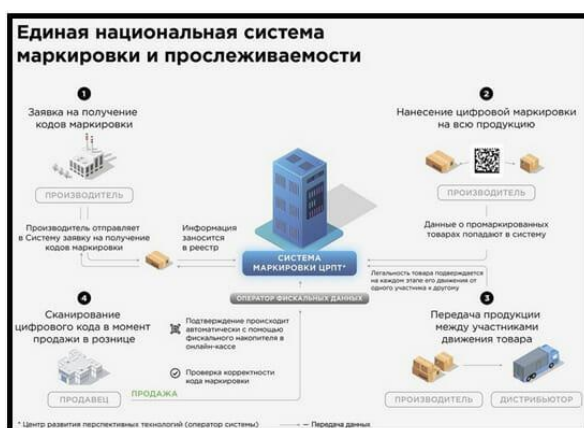 Единая национальная система
маркировки и прослеживаемости
1
Заявка на получение
кодов маркировки
ПРОИЗВОДИТЕЛЬ
Производитель отправляет
в Систему заявку на получение
кодов маркировки
Информация
заносится
в реестр
СИСТЕМА
МАРКИРОВКИ ЦРПТ*
ОПЕРАТОР ФИСКАЛЬНЫХ ДАННЫХ
2
Нанесение цифровой маркировки
на всю продукцию
ПРОИЗВОДИТЕЛЬ
Данные о промаркированных
товарах попадают в систему
Легальность товара подтверждается
на каждом этапе его движения от
одного участника к другому
3
Передача продукции
между участниками
движения товара
ПРОИЗВОДИТЕЛЬ
ДИСТРИБЬЮТОР
4
Сканирование
цифрового кода в момент
продажи в рознице
ПРОДАВЕЦ
ПРОДАЖА
Подтверждение происходит
автоматически с помощью
фискального накопителя в
онлайн-кассе
Проверка корректности
кода маркировки
* Центр развития перспективных технологий (оператор системы)
— Передача данных